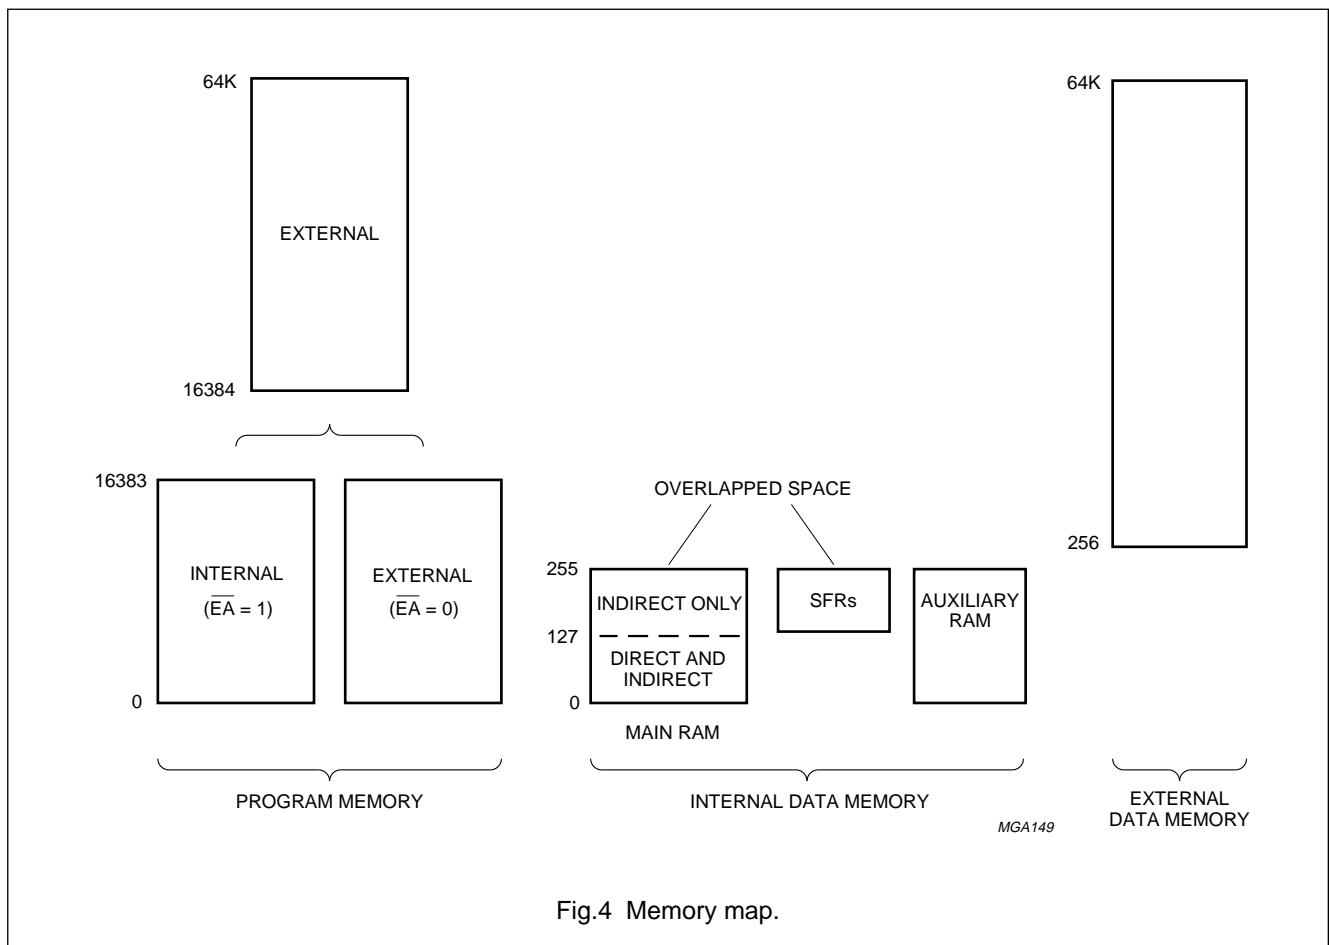 64K
64K
EXTERNAL
16384
16383
OVERLAPPED SPACE
256
INTERNAL
(E̅A̅ = 1)
EXTERNAL
(E̅A̅ = 0)
255
INDIRECT ONLY
SFRs
AUXILIARY
RAM
127
DIRECT AND
INDIRECT
0
0
MAIN RAM
PROGRAM MEMORY
INTERNAL DATA MEMORY
EXTERNAL
DATA MEMORY
MGA149
Fig.4 Memory map.